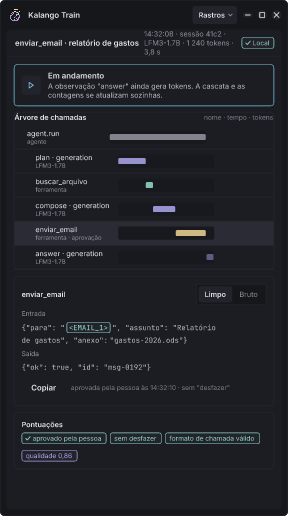 Kalango Train
Rastros
enviar_email · relatório de gastos
14:32:08 · sessão 41c2 ·
LFM3-1.7B · 1 240 tokens ·
3,8 s
Local
Em andamento
A observação "answer" ainda gera tokens. A cascata e as
contagens se atualizam sozinhas.
Árvore de chamadas
nome · tempo · tokens
agent.run
agente
plan · generation
LFM3-1.7B
buscar_arquivo
ferramenta
compose · generation
LFM3-1.7B
enviar_email
ferramenta · aprovação
answer · generation
LFM3-1.7B
enviar_email
Limpo
Bruto
Entrada
{"para": "<EMAIL_1>", "assunto": "Relatório
de gastos", "anexo": "gastos-2026.ods"}
Saída
{"ok": true, "id": "msg-0192"}
Copiar
aprovada pela pessoa às 14:32:10 · sem "desfazer"
Pontuações
aprovado pela pessoa
sem desfazer
formato de chamada válido
qualidade 0,86